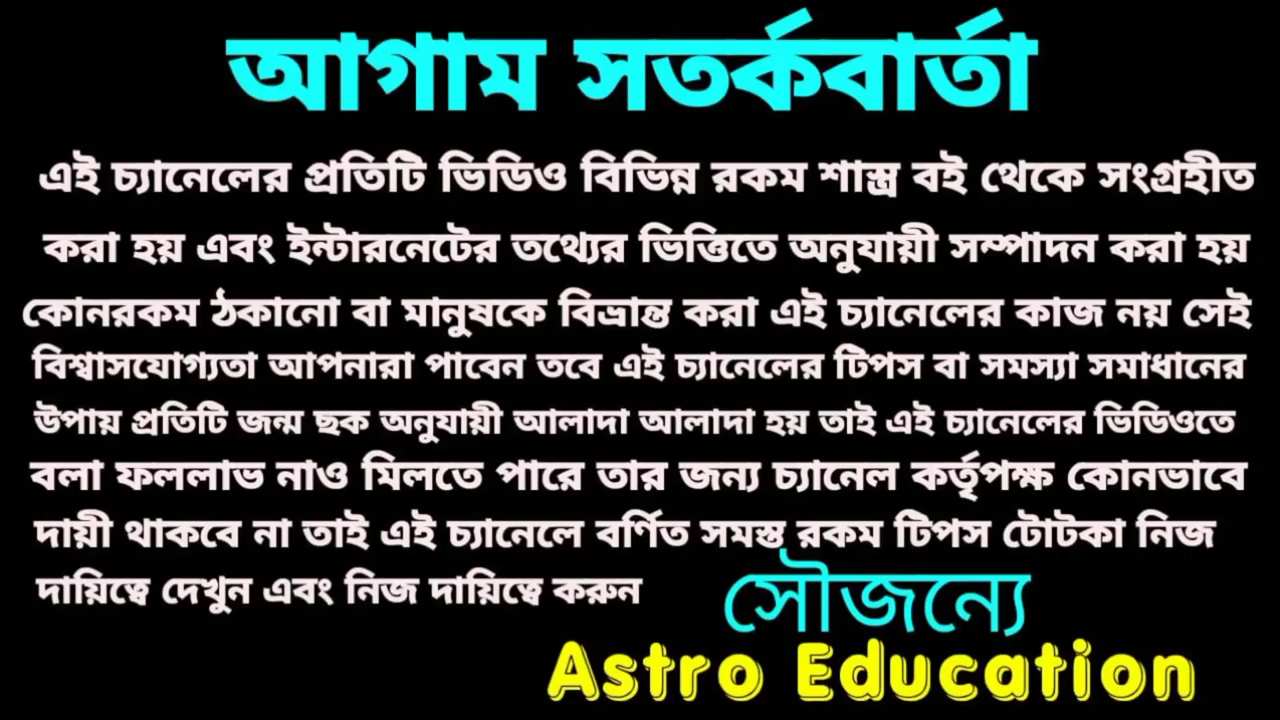 আগাম সতর্কবার্তা
এই চ্যানেলের প্রতিটি ভিডিও বিভিন্ন রকম শাস্ত্র বই থেকে সংগ্রহীত
করা হয় এবং ইন্টারনেটের তথ্যের ভিত্তিতে অনুযায়ী সম্পাদন করা হয়
কোনরকম ঠকানো বা মানুষকে বিভ্রান্ত করা এই চ্যানেলের কাজ নয় সেই
বিশ্বাসযোগ্যতা আপনারা পাবেন তবে এই চ্যানেলের টিপস বা সমস্যা সমাধানের
উপায় প্রতিটি জন্ম ছক অনুযায়ী আলাদা আলাদা হয় তাই এই চ্যানেলের ভিডিওতে
বলা ফললাভ নাও মিলতে পারে তার জন্য চ্যানেল কর্তৃপক্ষ কোনভাবে
দায়ী থাকবে না তাই এই চ্যানেলে বর্ণিত সমস্ত রকম টিপস টোটকা নিজ
দায়িত্বে দেখুন এবং নিজ দায়িত্বে করুন
সৌজন্যে
Astro Education